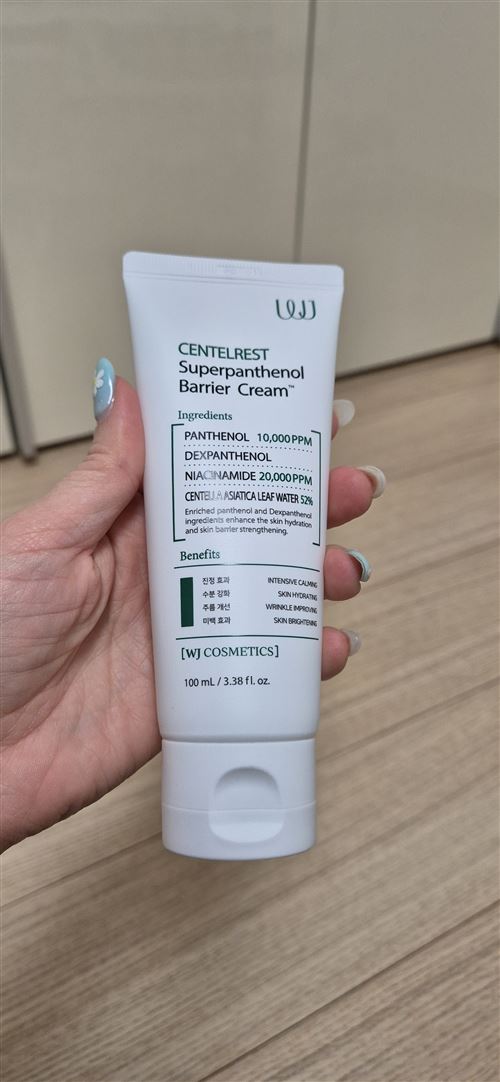 WJ
CENTELREST
Superpanthenol
Barrier Cream™
Ingredients
PANTHENOL 10,000 PPM
DEXPANTHENOL
NIACINAMIDE 20,000 PPM
CENTELLA ASIATICA LEAF WATER 52%
Enriched panthenol and Dexpanthenol
ingredients enhance the skin hydration
and skin barrier strengthening.
Benefits
진정 효과 INTENSIVE CALMING
수분 강화 SKIN HYDRATING
주름 개선 WRINKLE IMPROVING
미백 효과 SKIN BRIGHTENING
[WJ COSMETICS]
100 mL / 3.38 fl. oz.